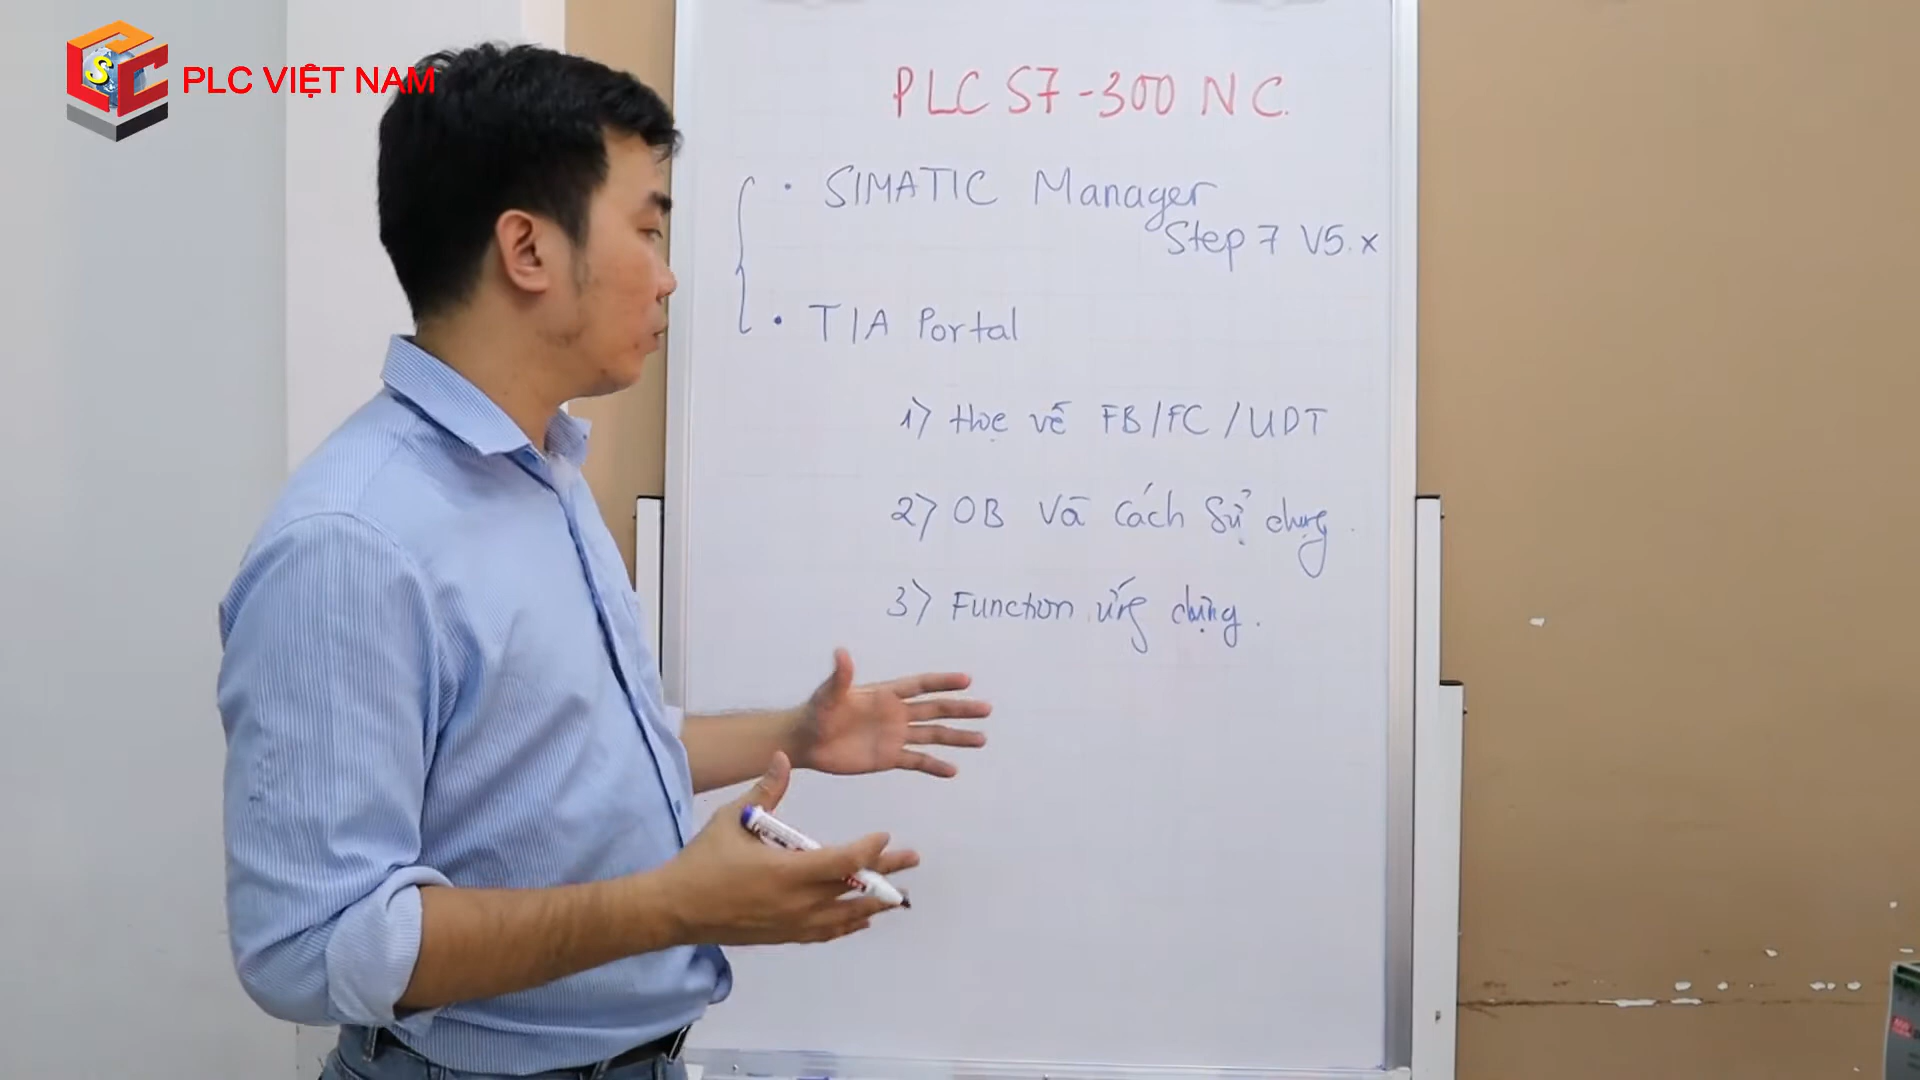 PLC VIỆT NAM
PLC S7-300 NC.
• SIMATIC Manager
Step 7 V5.x
• TIA Portal
1) Học về FB/FC/UDT
2) OB Và Cách Sử dụng.
3) Function ứng dụng.